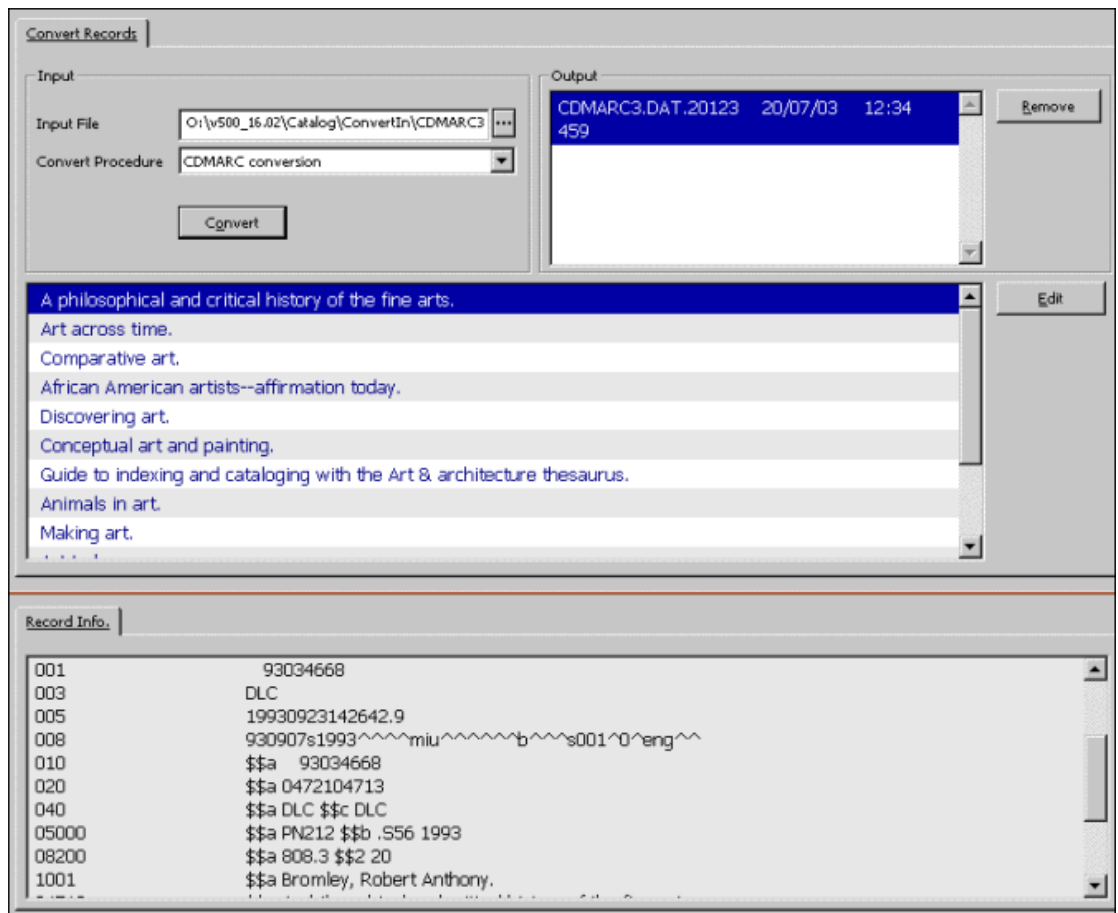 Convert Records
Input
Input File
O:\v500_16.02\Catalog\ConvertIn\CDMARC3
...
Convert Procedure
CDMARC conversion
Convert
Output
CDMARC3.DAT.20123 20/07/03 12:34
459
Remove
A philosophical and critical history of the fine arts.
Art across time.
Comparative art.
African American artists--affirmation today.
Discovering art.
Conceptual art and painting.
Guide to indexing and cataloging with the Art & architecture thesaurus.
Animals in art.
Making art.
Edit
Record Info.
001 93034668
003 DLC
005 19930923142642.9
008 930907s1993^^^^miu^^^^^^b^^^s001^0^eng^^
010 $$a 93034668
020 $$a 0472104713
040 $$a DLC $$c DLC
05000 $$a PN212 $$b .S56 1993
08200 $$a 808.3 $$2 20
1001 $$a Bromley, Robert Anthony.